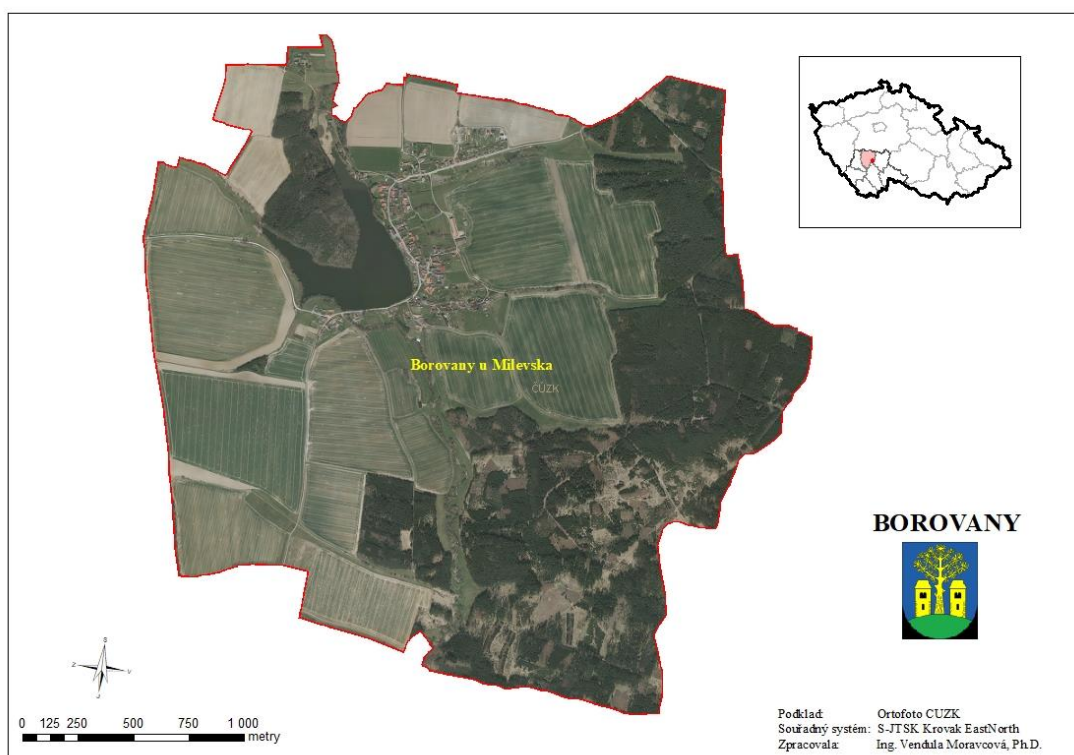 Borovany u Milevska
ČÚZK
BOROVANY
S
Z V
J
0 125 250 500 750 1 000
metry
Podklad: Ortofoto CUZK
Souřadný systém: S-JTSK Krovak EastNorth
Zpracovala: Ing. Vendula Moravcová, Ph.D.